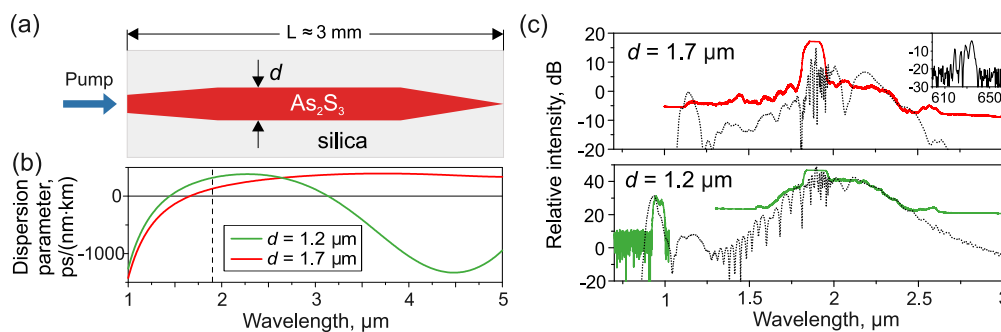 (a)
L ≈ 3 mm
Pump
d
As₂S₃
silica
(b)
Dispersion
parameter,
ps/(nm·km)
0
-1000
d = 1.2 µm
d = 1.7 µm
1 2 3 4 5
Wavelength, µm
(c)
Relative intensity, dB
d = 1.7 µm
20
10
0
-10
-20
0
-10
-20
-30
610 650
d = 1.2 µm
40
20
0
-20
1 1.5 2 2.5 3
Wavelength, µm